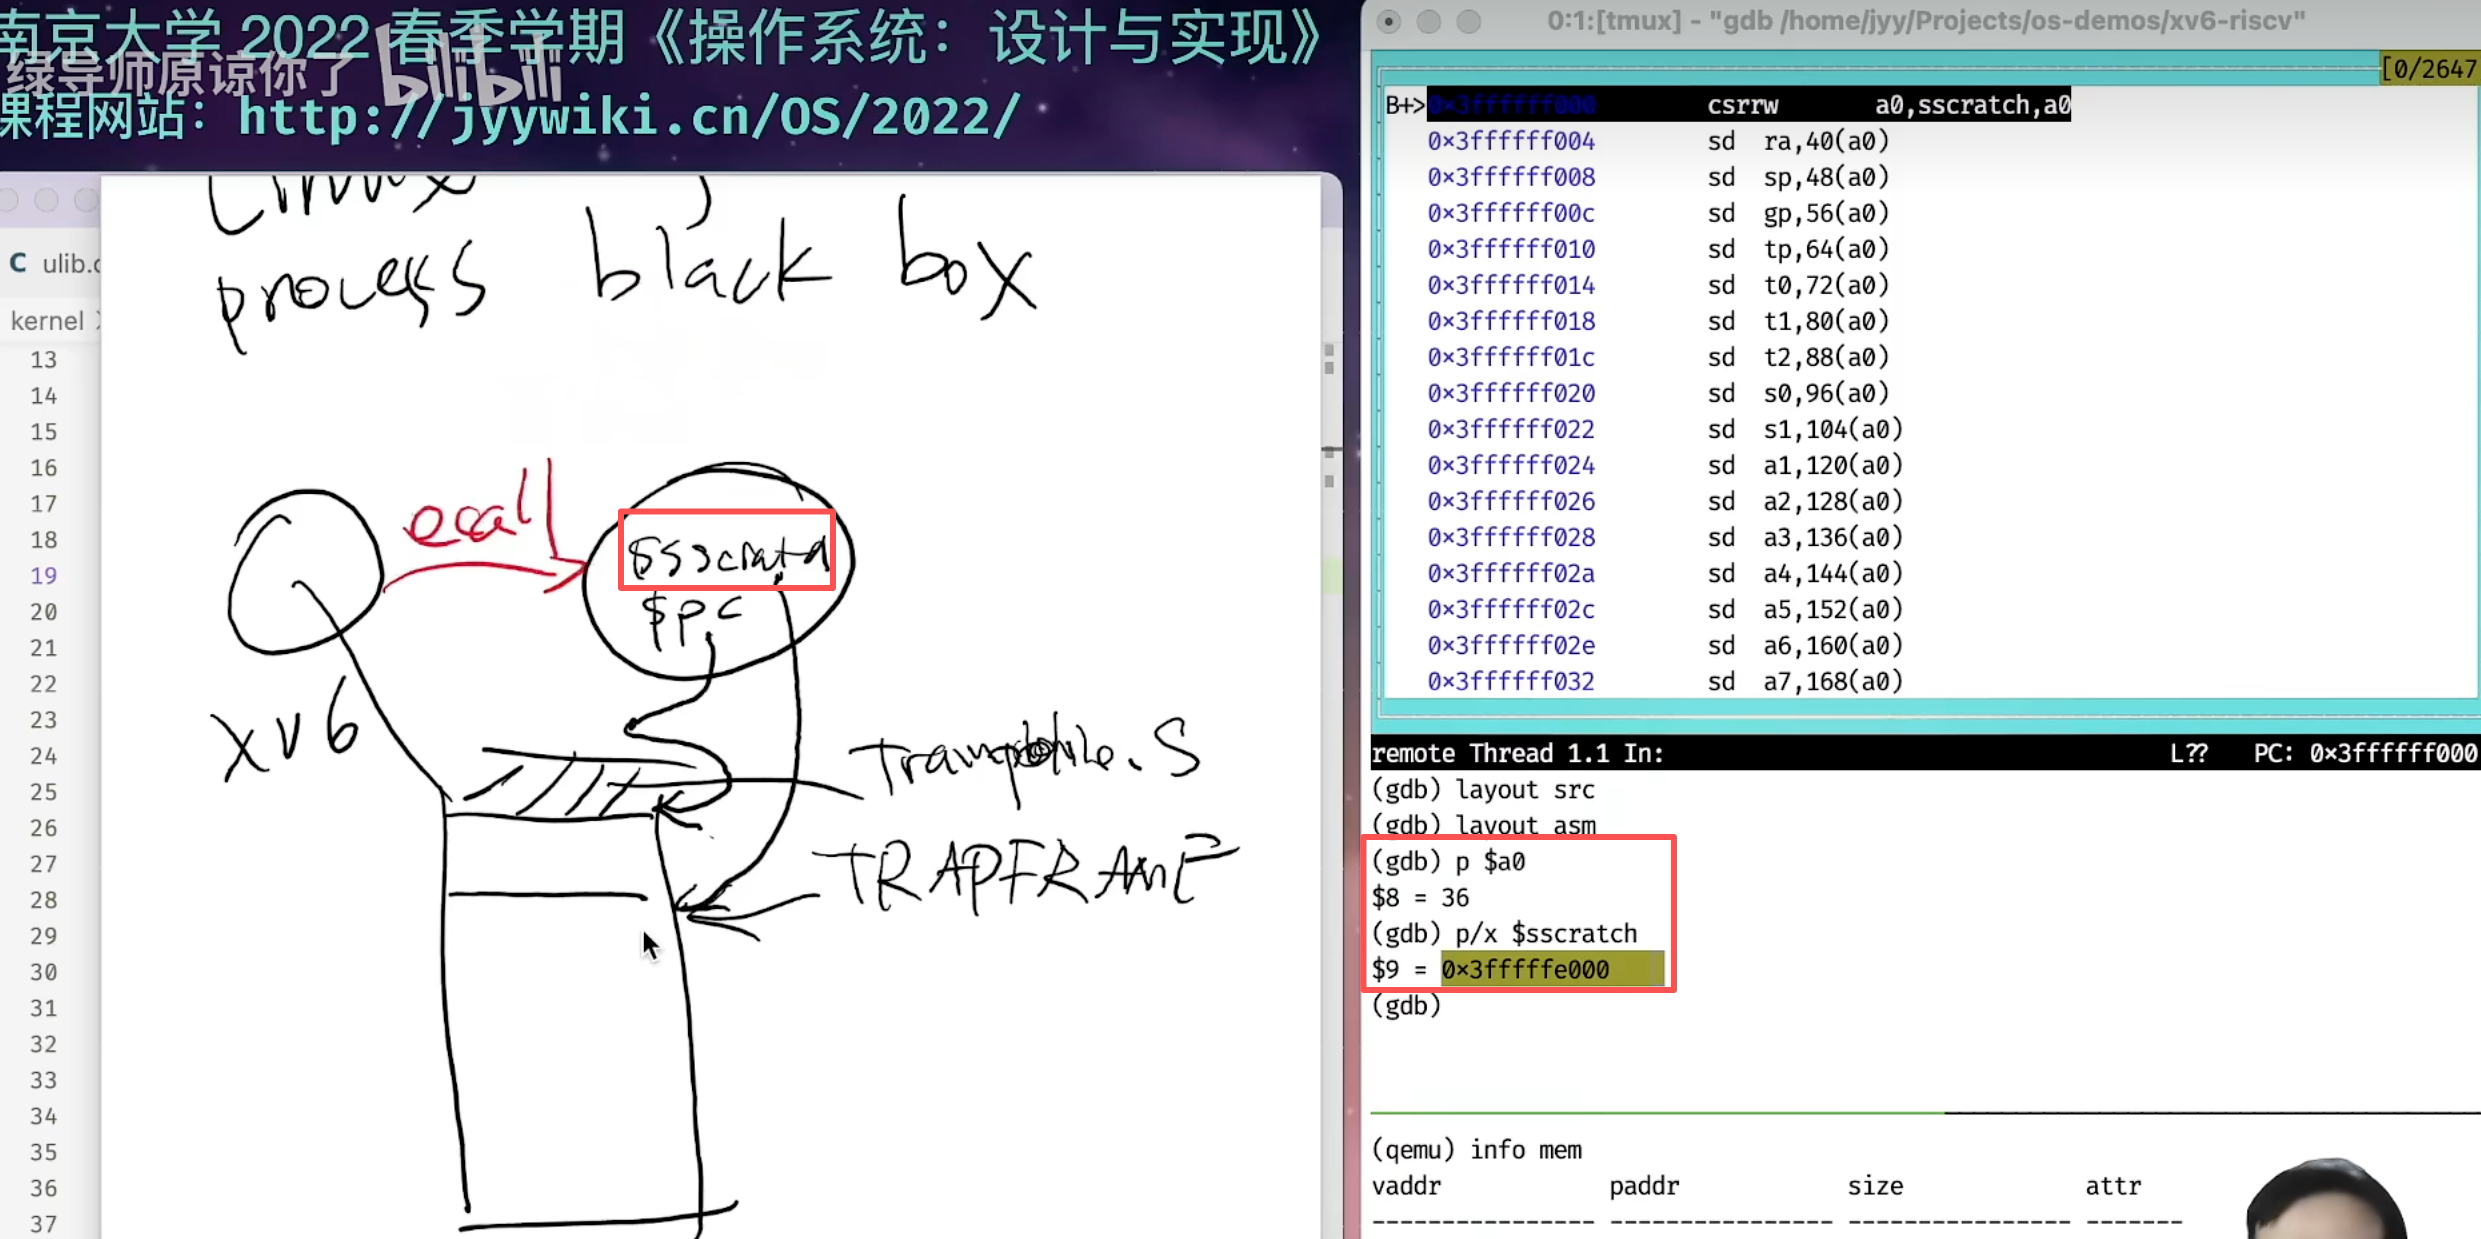 南京大学 2022 春季学期《操作系统：设计与实现》
绿导师原谅你了 bilibili
课程网站：http://jyywiki.cn/OS/2022/
Linux
process black box
C ulib.c
kernel
13
14
15
16
17
18
19
20
21
22
23
24
25
26
27
28
29
30
31
32
33
34
35
36
37
ecall
$sscratch
$pc
xv6
Trampoline.S
TRAPFRAME
0:1:[tmux] - "gdb /home/jyy/Projects/os-demos/xv6-riscv"
[0/2647
B+>0x3ffffff000 csrrw a0,sscratch,a0
0x3ffffff004 sd ra,40(a0)
0x3ffffff008 sd sp,48(a0)
0x3ffffff00c sd gp,56(a0)
0x3ffffff010 sd tp,64(a0)
0x3ffffff014 sd t0,72(a0)
0x3ffffff018 sd t1,80(a0)
0x3ffffff01c sd t2,88(a0)
0x3ffffff020 sd s0,96(a0)
0x3ffffff022 sd s1,104(a0)
0x3ffffff024 sd a1,120(a0)
0x3ffffff026 sd a2,128(a0)
0x3ffffff028 sd a3,136(a0)
0x3ffffff02a sd a4,144(a0)
0x3ffffff02c sd a5,152(a0)
0x3ffffff02e sd a6,160(a0)
0x3ffffff032 sd a7,168(a0)
remote Thread 1.1 In: L?? PC: 0x3ffffff000
(gdb) layout src
(gdb) layout asm
(gdb) p $a0
$8 = 36
(gdb) p/x $sscratch
$9 = 0x3fffffe000
(gdb)
(qemu) info mem
vaddr paddr size attr
---------------- ---------------- ---------------- -------